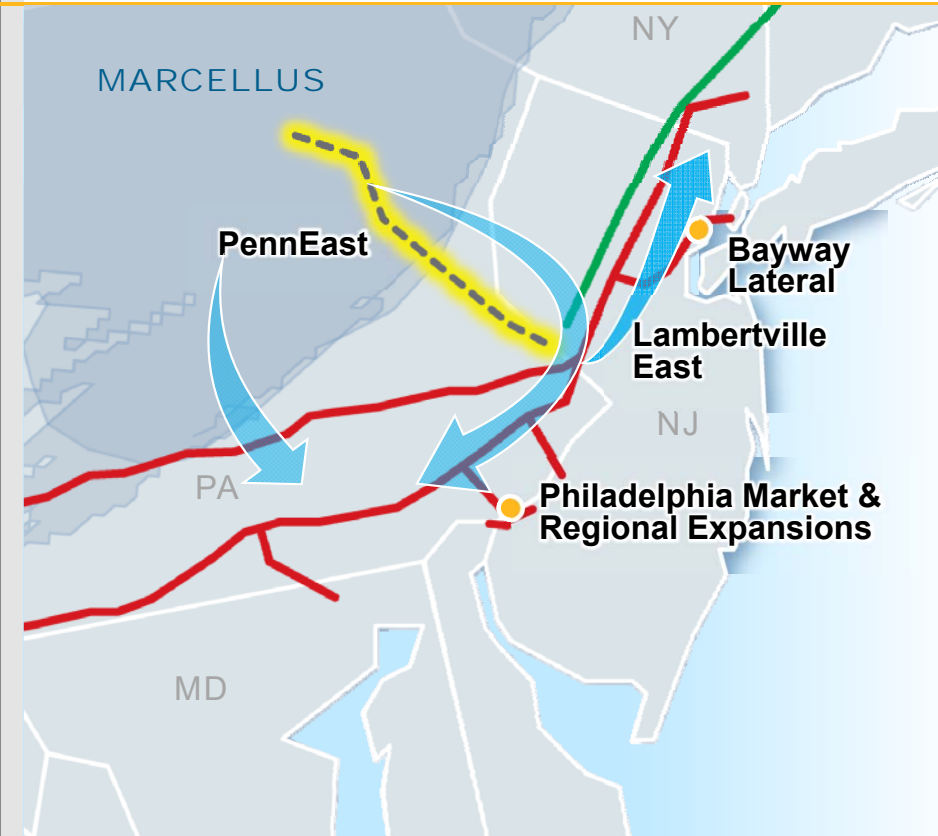 NY
MARCELLUS
PennEast
Bayway
Lateral
Lambertville
East
NJ
PA
Philadelphia Market &
Regional Expansions
MD